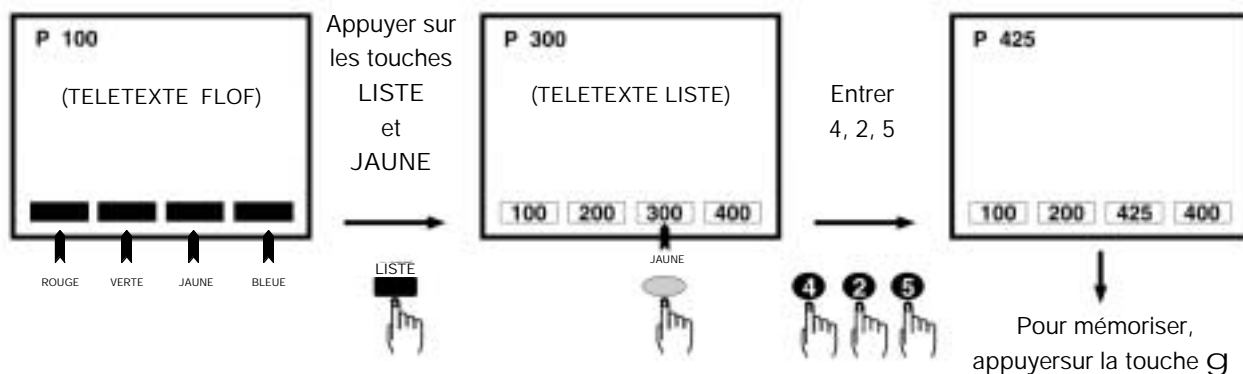 P 100
(TELETEXTE FLOF)
ROUGE
VERTE
JAUNE
BLEUE
Appuyer sur
les touches
LISTE
et
JAUNE
LISTE
P 300
(TELETEXTE LISTE)
100 200 300 400
JAUNE
Entrer
4, 2, 5
4 2 5
P 425
100 200 425 400
Pour mémoriser,
appuyersur la touche g